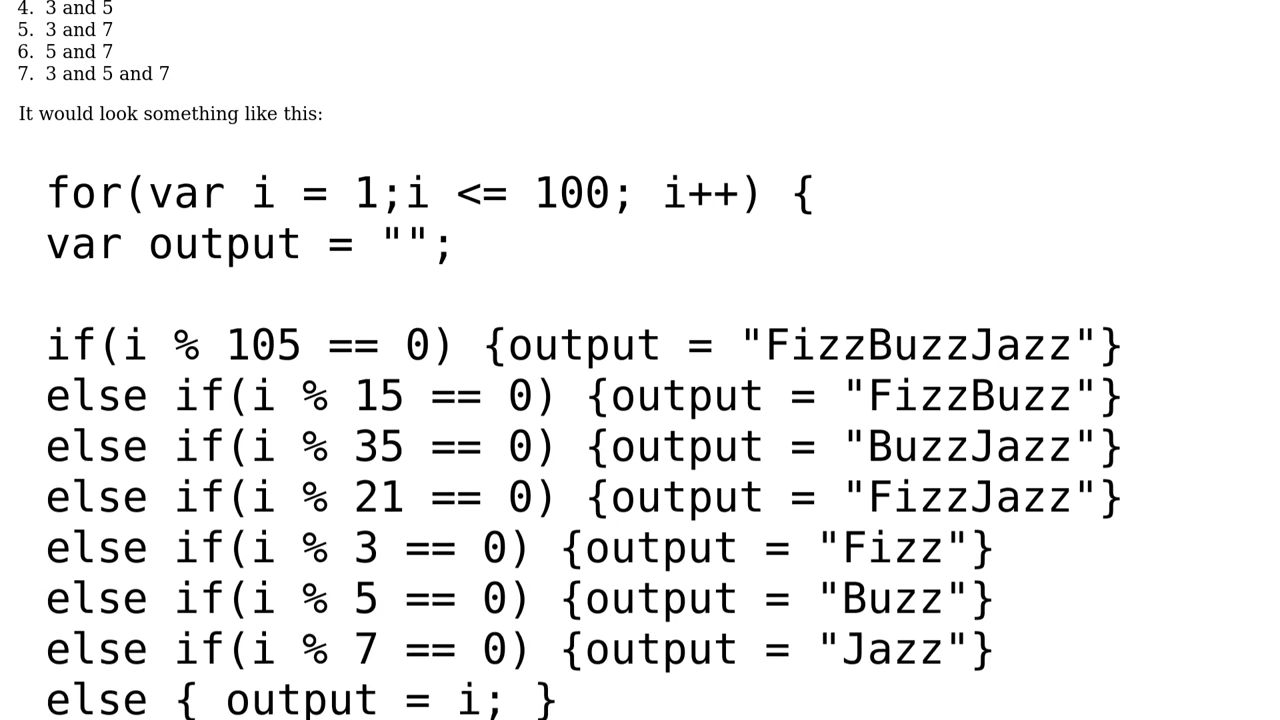 4. 3 and 5
5. 3 and 7
6. 5 and 7
7. 3 and 5 and 7
It would look something like this:
for(var i = 1;i <= 100; i++) {
var output = "";
if(i % 105 == 0) {output = "FizzBuzzJazz"}
else if(i % 15 == 0) {output = "FizzBuzz"}
else if(i % 35 == 0) {output = "BuzzJazz"}
else if(i % 21 == 0) {output = "FizzJazz"}
else if(i % 3 == 0) {output = "Fizz"}
else if(i % 5 == 0) {output = "Buzz"}
else if(i % 7 == 0) {output = "Jazz"}
else { output = i; }